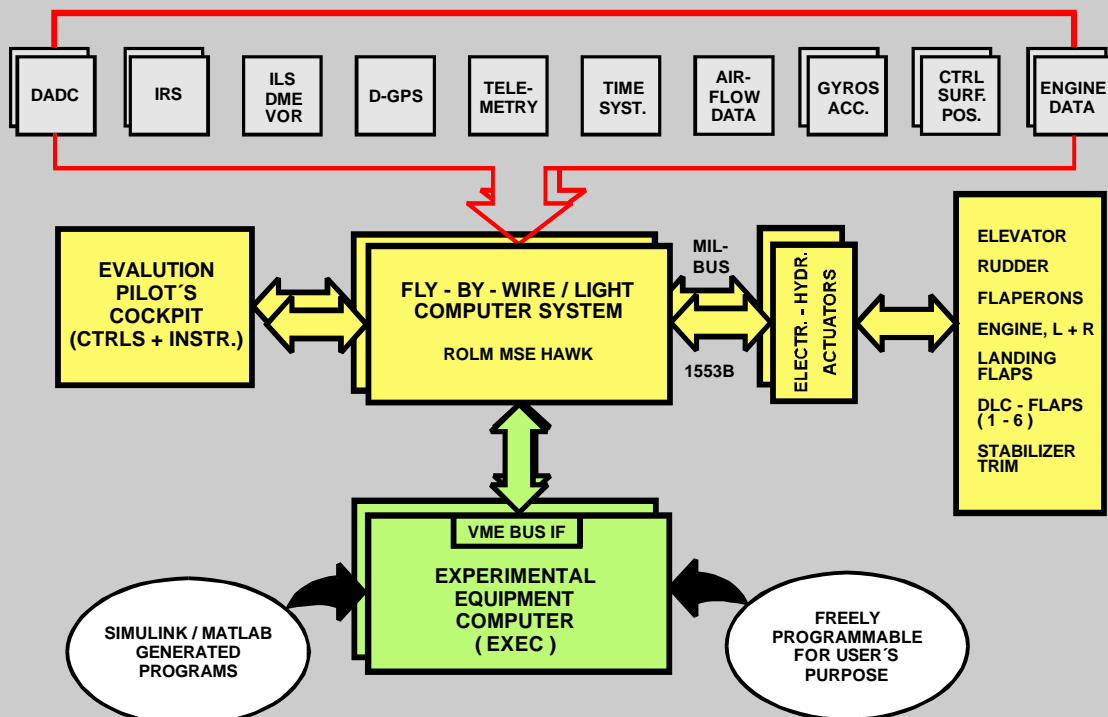 DADC
IRS
ILS
DME
VOR
D-GPS
TELE-
METRY
TIME
SYST.
AIR-
FLOW
DATA
GYROS
ACC.
CTRL
SURF.
POS.
ENGINE
DATA
EVALUTION
PILOT´S
COCKPIT
(CTRLS + INSTR.)
FLY - BY - WIRE / LIGHT
COMPUTER SYSTEM
ROLM MSE HAWK
MIL-
BUS
1553B
ELECTR. - HYDR.
ACTUATORS
ELEVATOR
RUDDER
FLAPERONS
ENGINE, L + R
LANDING
FLAPS
DLC - FLAPS
( 1 - 6 )
STABILIZER
TRIM
VME BUS IF
EXPERIMENTAL
EQUIPMENT
COMPUTER
( EXEC )
SIMULINK / MATLAB
GENERATED
PROGRAMS
FREELY
PROGRAMMABLE
FOR USER´S
PURPOSE